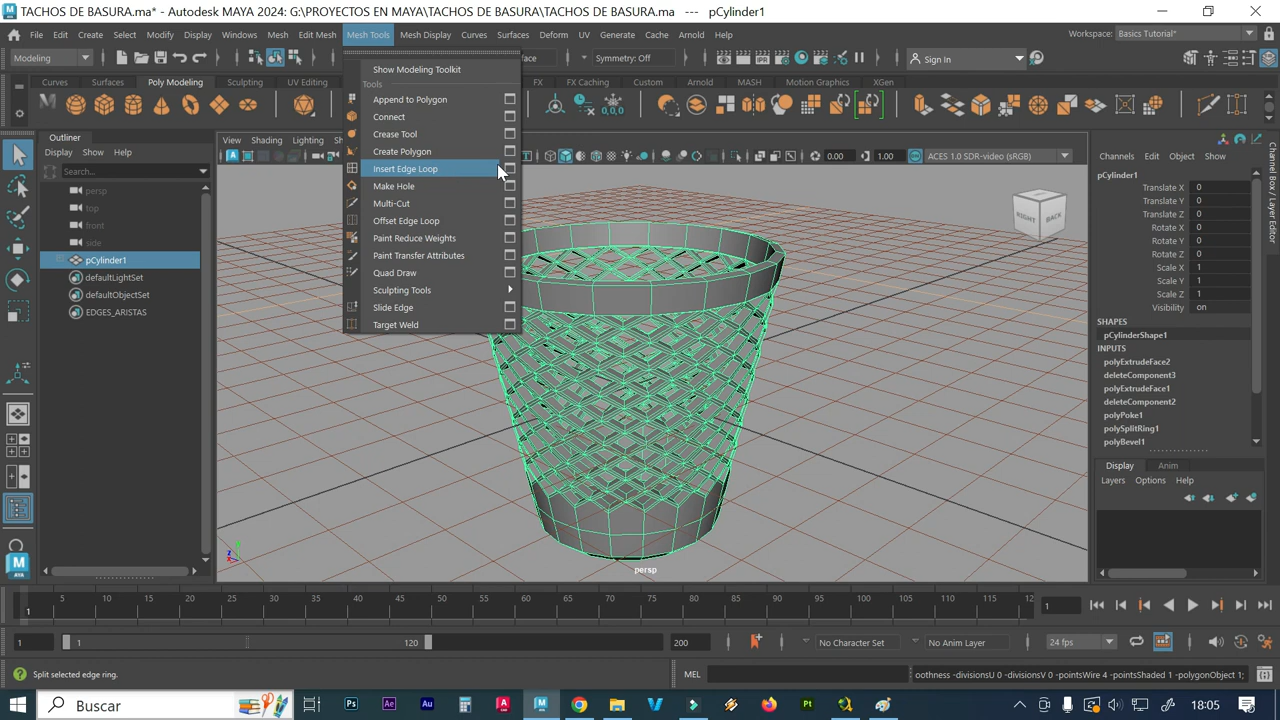 TACHOS DE BASURA.ma* - Autodesk MAYA 2024: G:\PROYECTOS EN MAYA\TACHOS DE BASURA\TACHOS DE BASURA.ma --- pCylinder1
File Edit Create Select Modify Display Windows Mesh Edit Mesh Mesh Tools Mesh Display Curves Surfaces Deform UV Generate Cache Arnold Help Workspace: Basics Tutorial*
Modeling Symmetry: Off Sign In
Curves Surfaces Poly Modeling Sculpting UV Editing FX FX Caching Custom Arnold MASH Motion Graphics XGen
Show Modeling Toolkit
Tools
Append to Polygon
Connect
Crease Tool
Create Polygon
Insert Edge Loop
Make Hole
Multi-Cut
Offset Edge Loop
Paint Reduce Weights
Paint Transfer Attributes
Quad Draw
Sculpting Tools
Slide Edge
Target Weld
Outliner
Display Show Help
Search...
persp
top
front
side
pCylinder1
defaultLightSet
defaultObjectSet
EDGES_ARISTAS
View Shading Lighting
0.00 1.00 ACES 1.0 SDR-video (sRGB)
RIGHT BACK
persp
Channels Edit Object Show
pCylinder1
Translate X 0
Translate Y 0
Translate Z 0
Rotate X 0
Rotate Y 0
Rotate Z 0
Scale X 1
Scale Y 1
Scale Z 1
Visibility on
SHAPES
pCylinderShape1
INPUTS
polyExtrudeFace2
deleteComponent3
polyExtrudeFace1
deleteComponent2
polyPoke1
polySplitRing1
polyBevel1
Channel Box / Layer Editor
Display Anim
Layers Options Help
1 5 10 15 20 25 30 35 40 45 50 55 60 65 70 75 80 85 90 95 100 105 110 115 12 1
1 1 120 200 No Character Set No Anim Layer 24 fps
Split selected edge ring. MEL oothness -divisionsU 0 -divisionsV 0 -pointsWire 4 -pointsShaded 1 -polygonObject 1;
Buscar 18:05